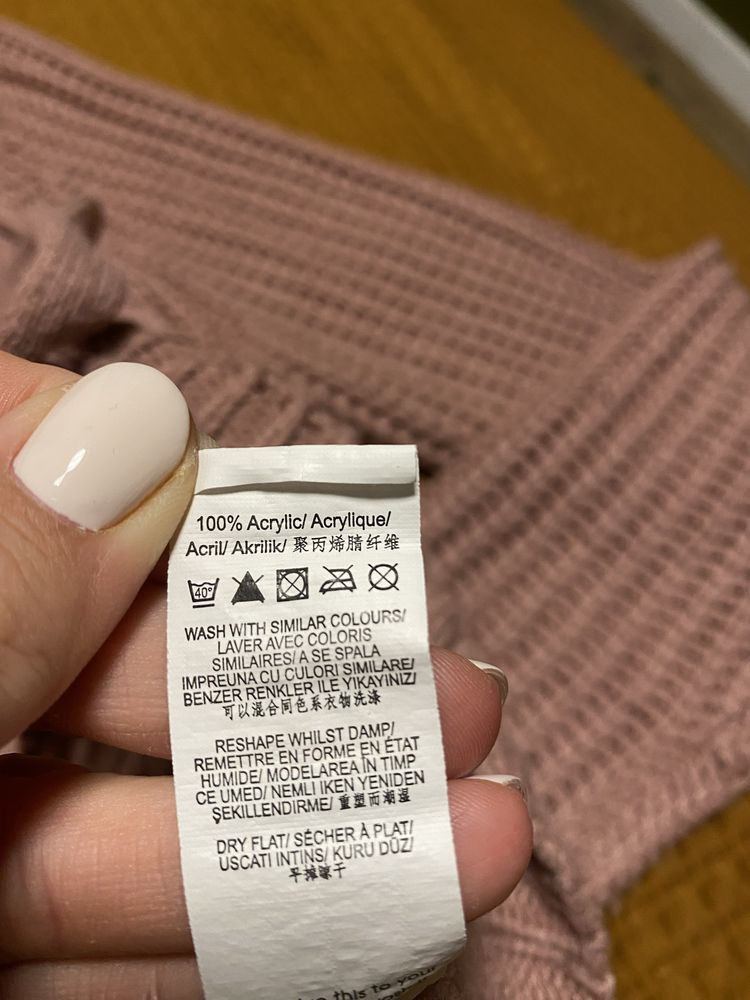 100% Acrylic/ Acrylique/
Acril/ Akrilik/ 聚丙烯腈纤维
40°
WASH WITH SIMILAR COLOURS/
LAVER AVEC COLORIS
SIMILAIRES/ A SE SPALA
IMPREUNA CU CULORI SIMILARE/
BENZER RENKLER ILE YIKAYINIZ/
可以混合同色系衣物洗涤
RESHAPE WHILST DAMP/
REMETTRE EN FORME EN ÉTAT
HUMIDE/ MODELAREA ÎN TIMP
CE UMED/ NEMLI IKEN YENIDEN
ŞEKILLENDIRME/ 重塑而潮湿
DRY FLAT/ SÉCHER À PLAT/
USCATI INTINS/ KURU DÜZ/
平摊晾干
this to your